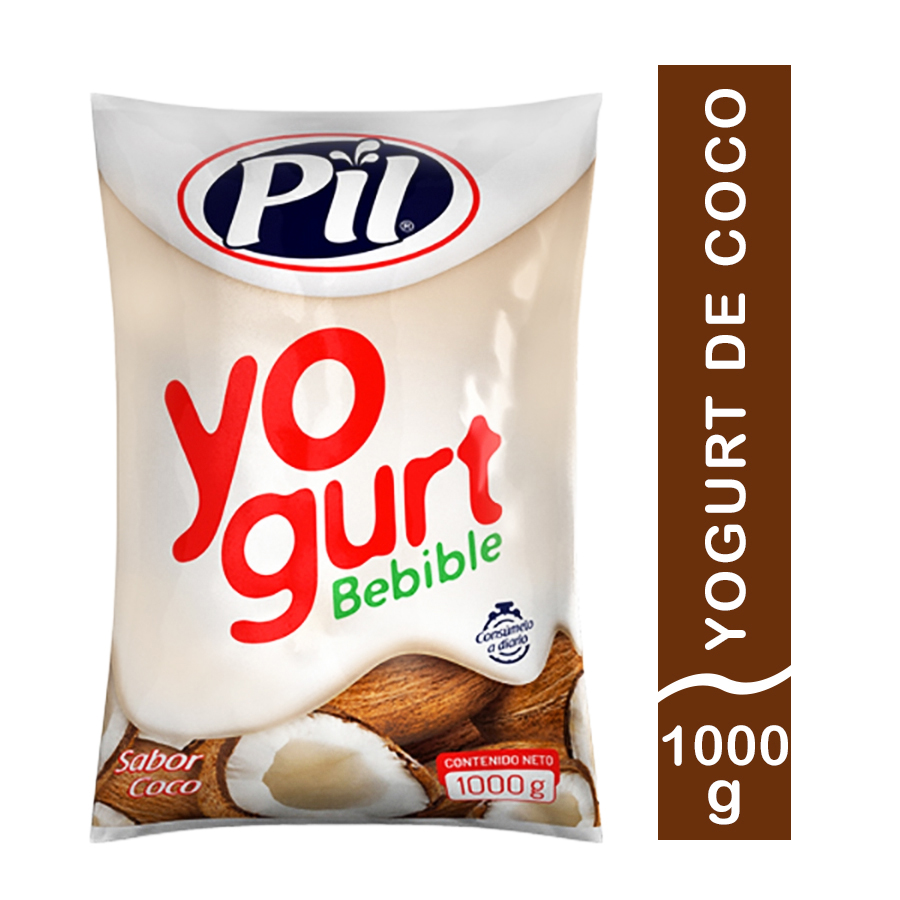 Pil®
yo
gurt
Bebible
Consúmelo
a diario
Sabor
Coco
CONTENIDO NETO
1000 g
YOGURT DE COCO
1000
g